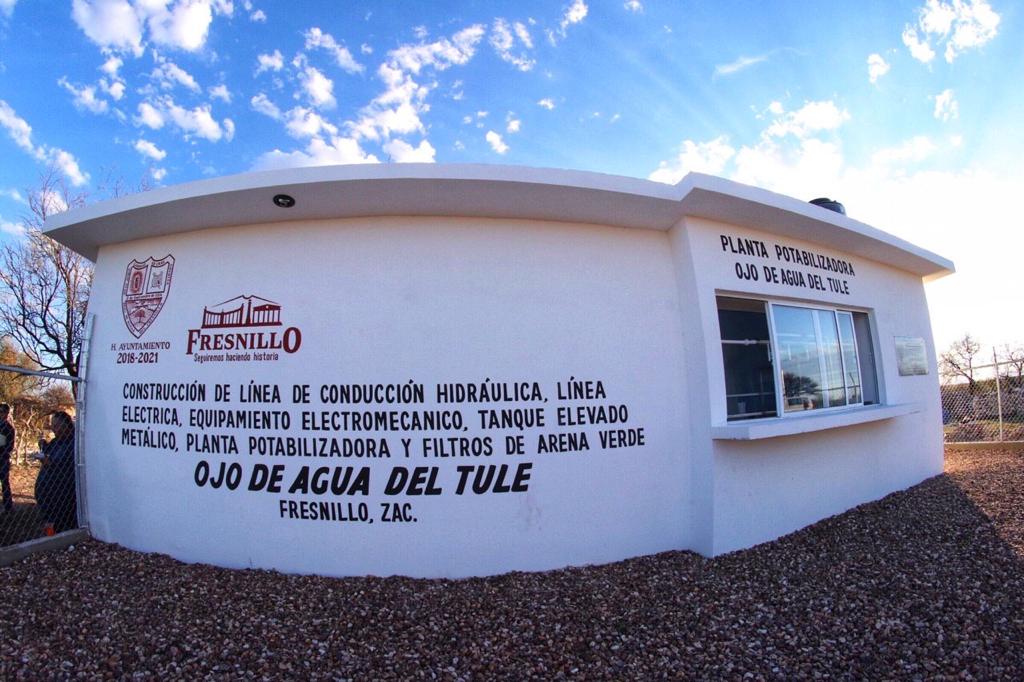 H. AYUNTAMIENTO
2018-2021
FRESNILLO
Seguiremos haciendo historia
CONSTRUCCIÓN DE LÍNEA DE CONDUCCIÓN HIDRÁULICA, LÍNEA
ELECTRICA, EQUIPAMIENTO ELECTROMECANICO, TANQUE ELEVADO
METÁLICO, PLANTA POTABILIZADORA Y FILTROS DE ARENA VERDE
OJO DE AGUA DEL TULE
FRESNILLO, ZAC.
PLANTA POTABILIZADORA
OJO DE AGUA DEL TULE